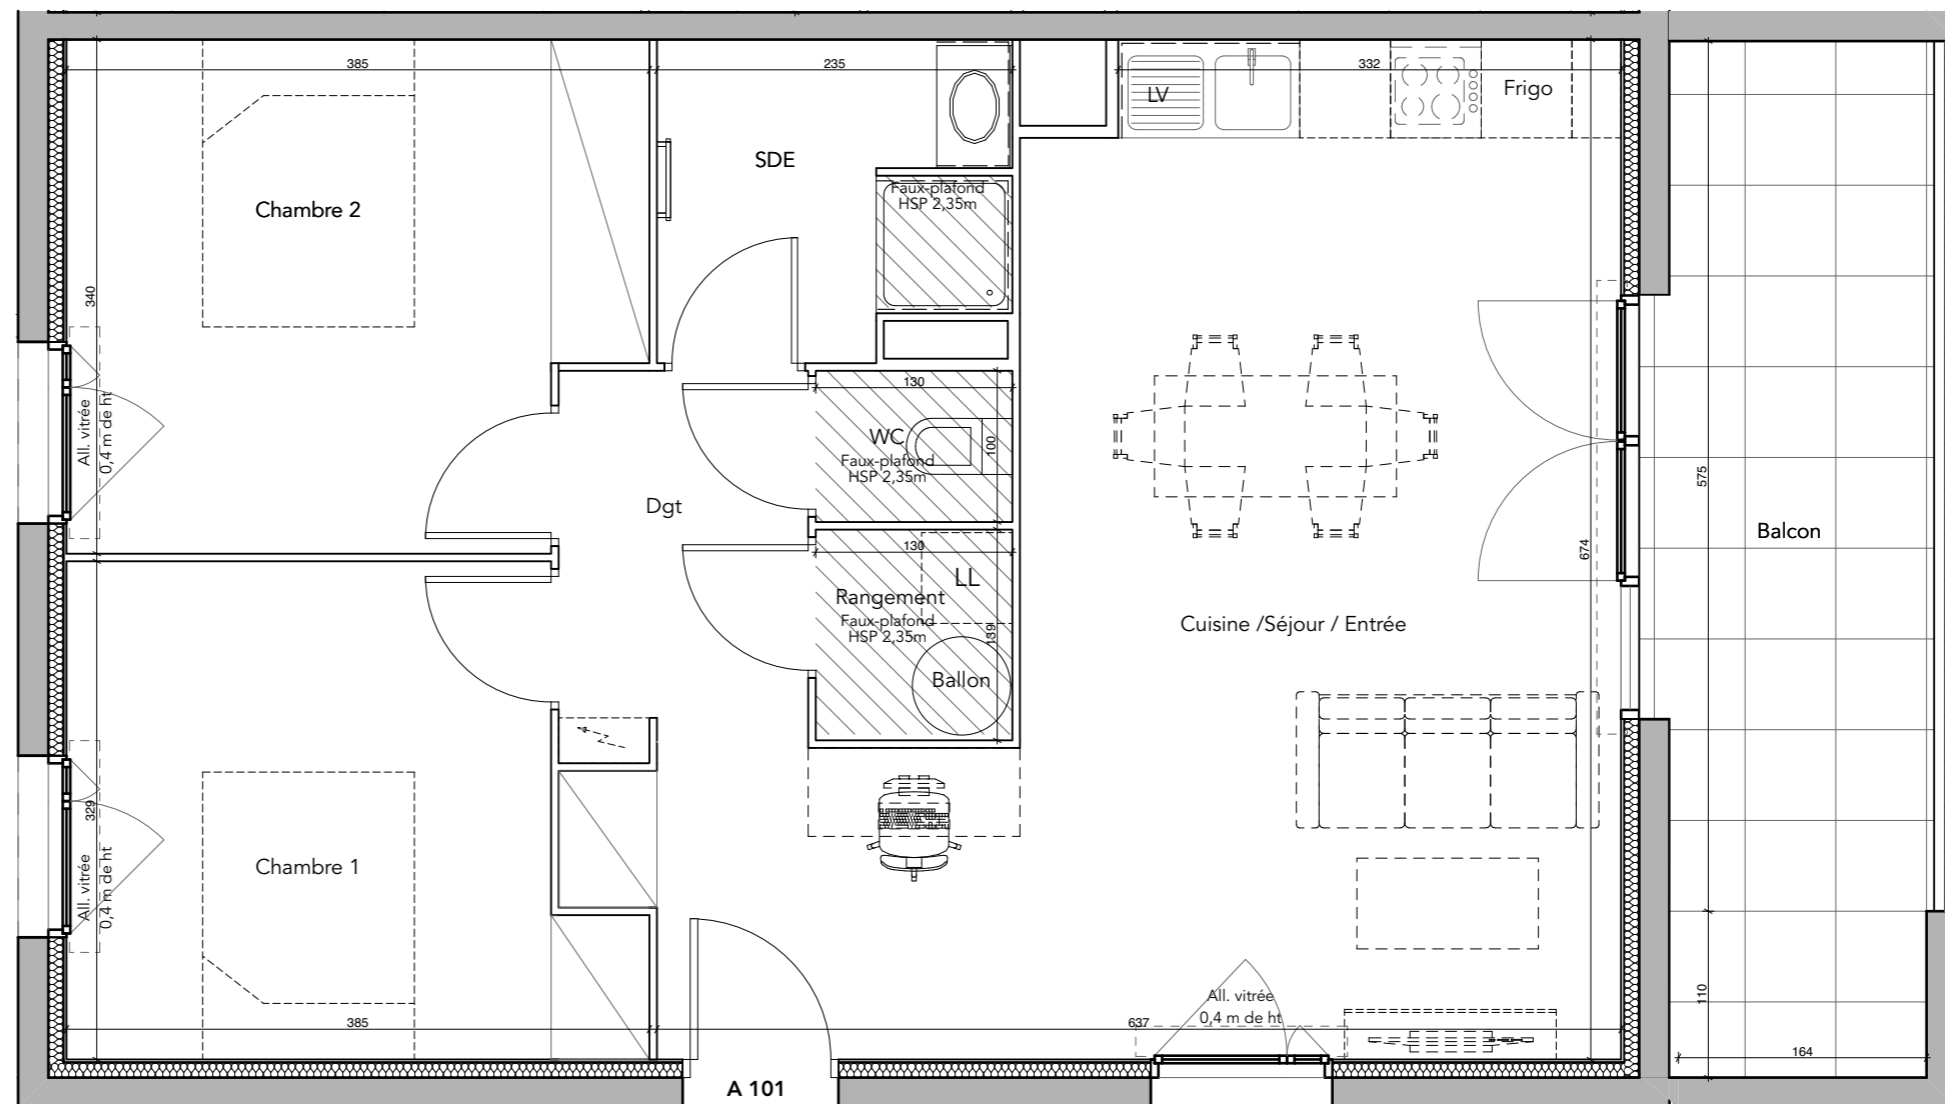 385
235
332
LV
Frigo
SDE
Faux-plafond
HSP 2,35m
Chambre 2
340
All. vitrée
0,4 m de ht
130
WC
100
Faux-plafond
HSP 2,35m
Dgt
575
Balcon
674
130
LL
Rangement
Faux-plafond
HSP 2,35m
139
Cuisine /Séjour / Entrée
Ballon
329
All. vitrée
0,4 m de ht
Chambre 1
All. vitrée
0,4 m de ht
110
385
637
164
A 101